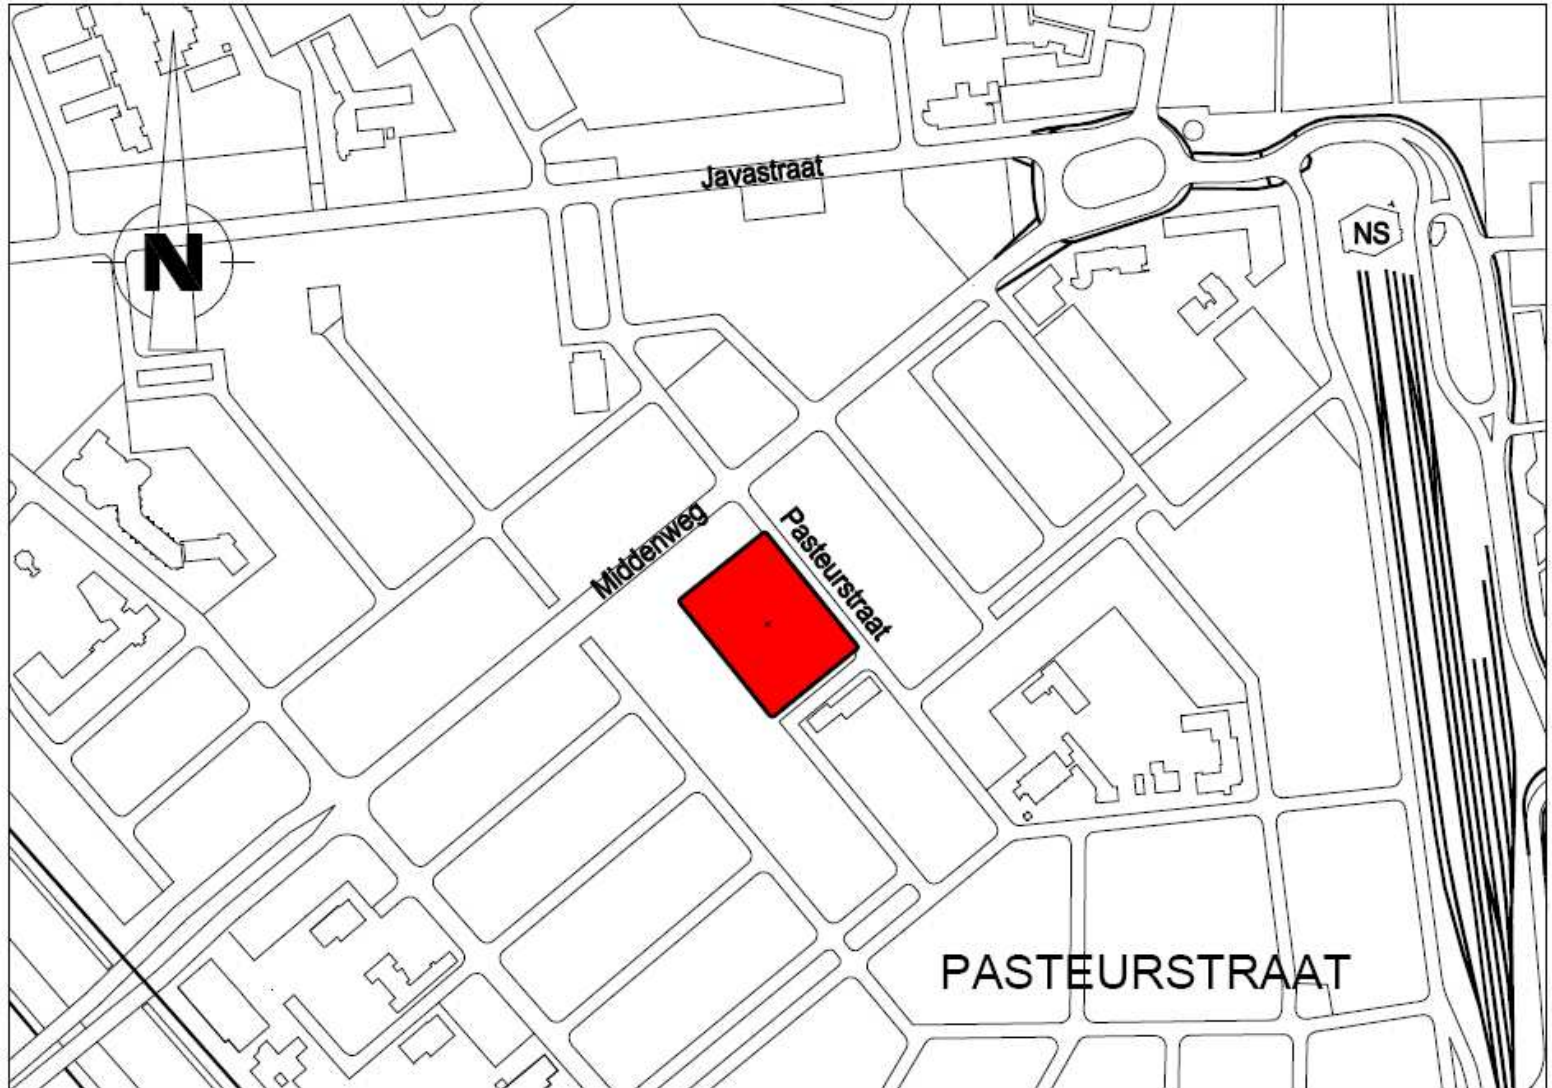 Javastraat
N
NS
Middenweg
Pasteurstraat
PASTEURSTRAAT